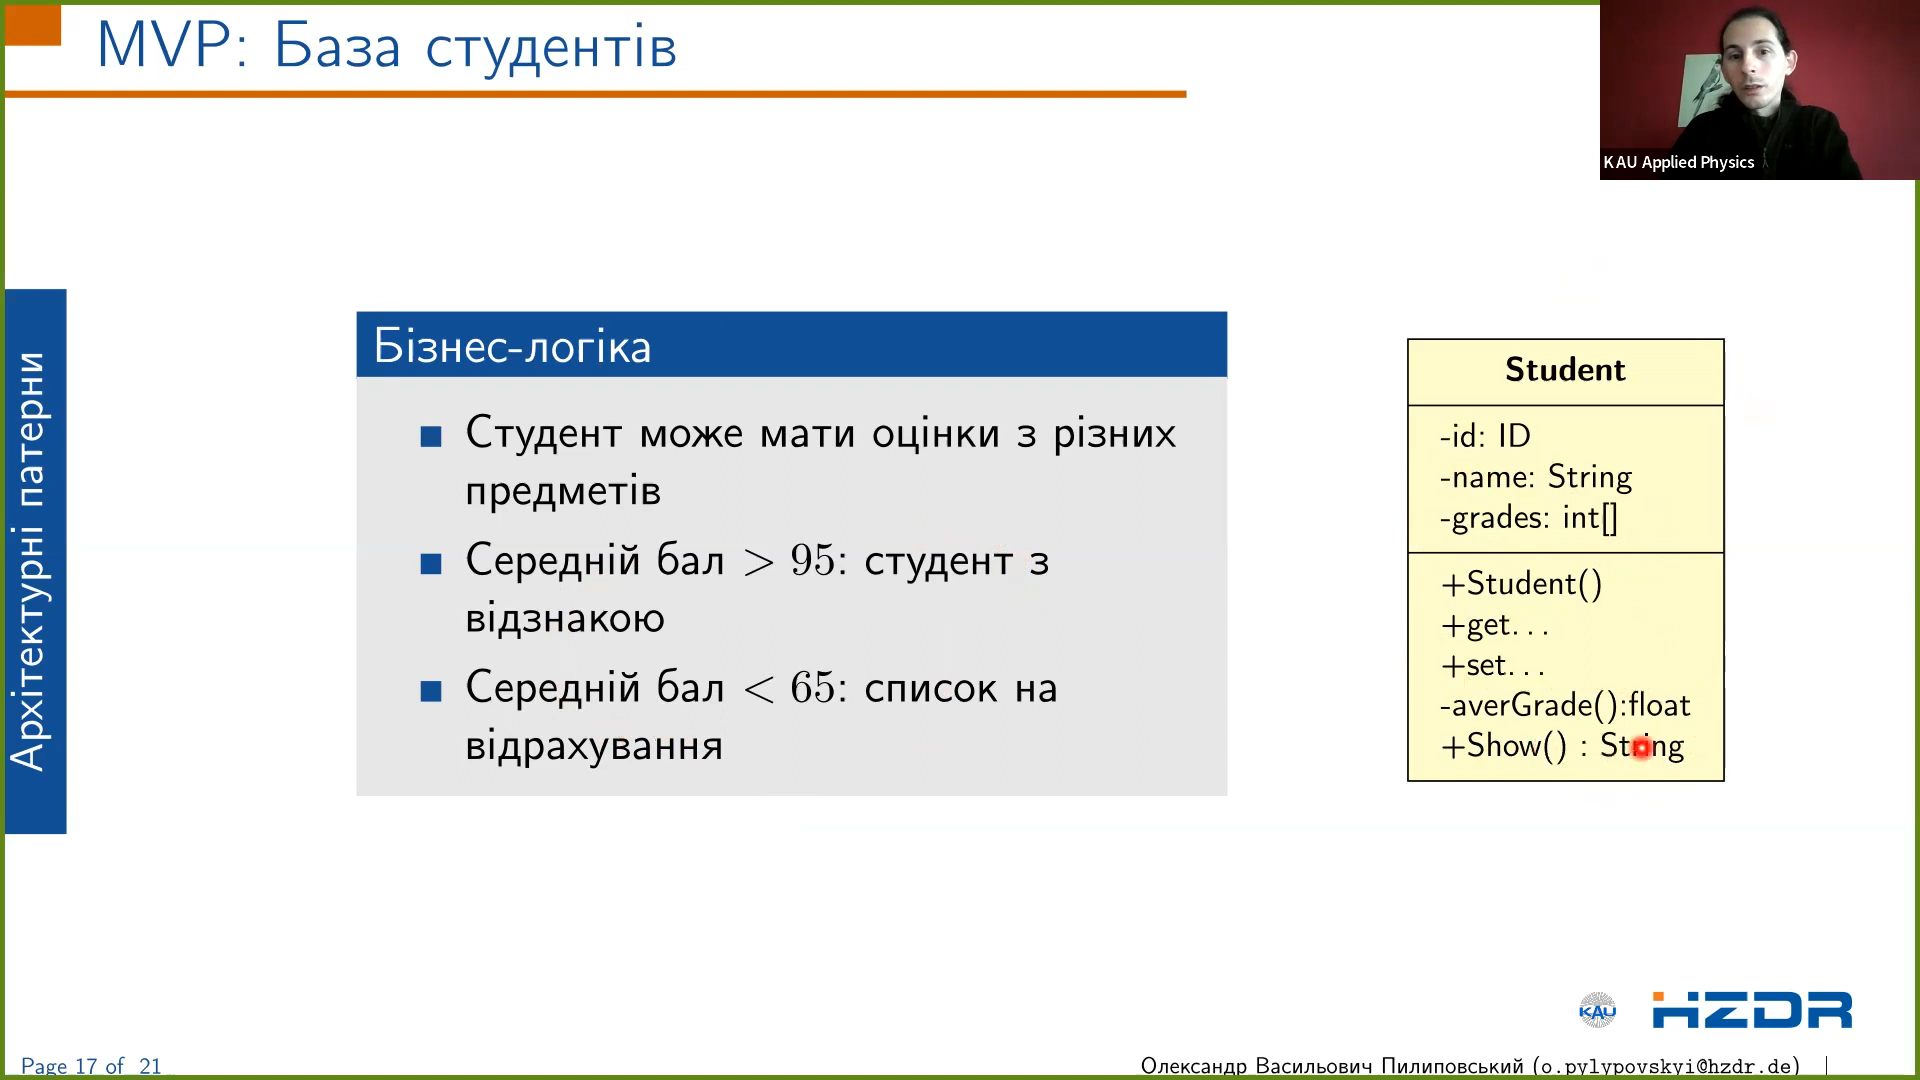 MVP: База студентів
KAU Applied Physics
Архітектурні патерни
Бізнес-логіка
Студент може мати оцінки з різних
предметів
Середній бал > 95: студент з
відзнакою
Середній бал < 65: список на
відрахування
Student
-id: ID
-name: String
-grades: int[]
+Student()
+get...
+set...
-averGrade():float
+Show() : String
KAU
HZDR
Page 17 of 21
Олександр Васильович Пилиповський (o.pylypovskyi@hzdr.de)